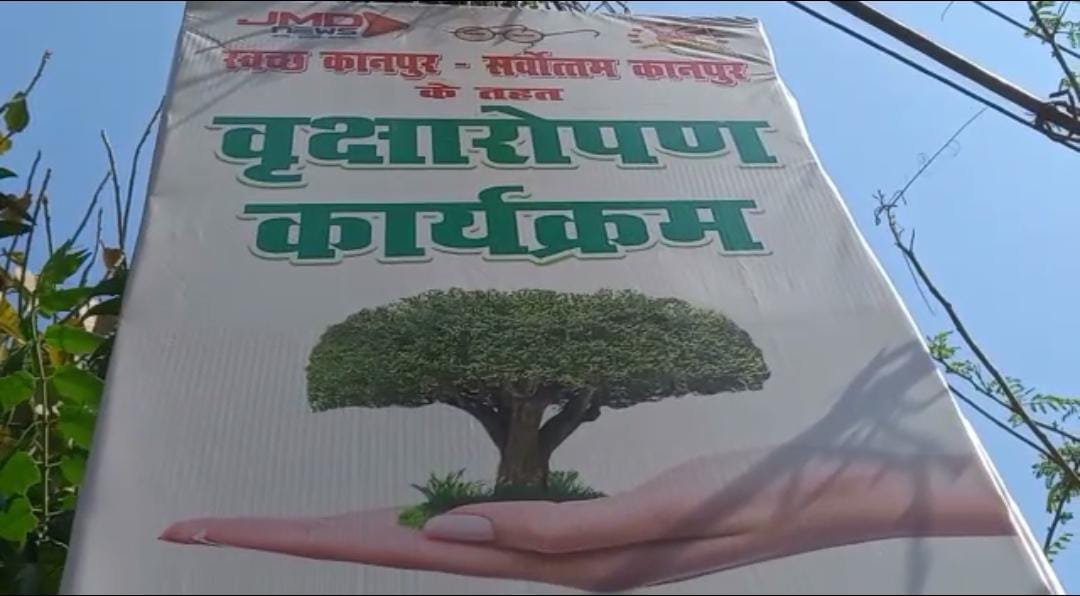 JMD
NEWS
स्वच्छ कानपुर - सर्वोत्तम कानपुर
के तहत
वृक्षारोपण
कार्यक्रम